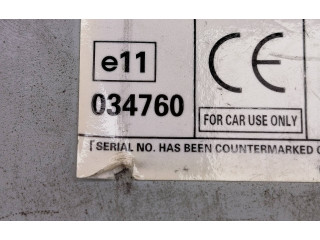 e11 CE
034760 FOR CAR USE ONLY
SERIAL NO. HAS BEEN COUNTERMARKED